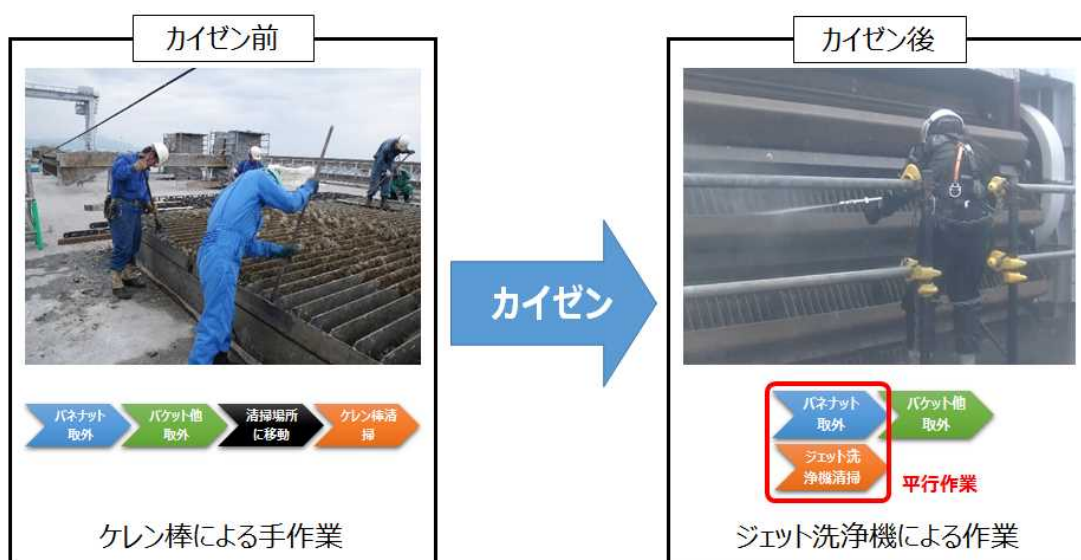 カイゼン前
カイゼン後
カイゼン
バネナット
取外
バケット他
取外
清掃場所
に移動
ケレン棒清
掃
バネナット
取外
バケット他
取外
ジェット洗
浄機清掃
平行作業
ケレン棒による手作業
ジェット洗浄機による作業